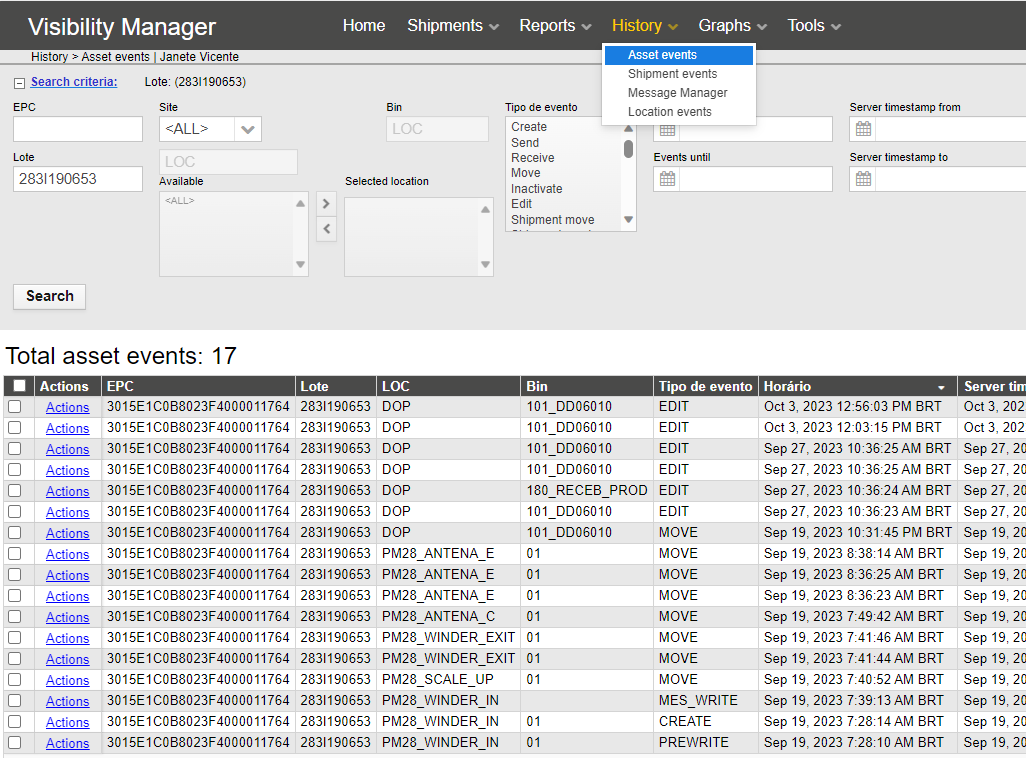 Visibility Manager Home Shipments Reports History Graphs Tools
History > Asset events | Janete Vicente
Asset events
Shipment events
Message Manager
Location events
Search criteria: Lote: (283I190653)
EPC Site Bin Tipo de evento Server timestamp from
<ALL> LOC
Create
Send
Receive
Move
Inactivate
Edit
Shipment move
Lote Events until Server timestamp to
283I190653 LOC
Available Selected location
<ALL>
Search
Total asset events: 17
Actions EPC Lote LOC Bin Tipo de evento Horário Server
Actions 3015E1C0B8023F4000011764 283I190653 DOP 101_DD06010 EDIT Oct 3, 2023 12:56:03 PM BRT Oct 3,
Actions 3015E1C0B8023F4000011764 283I190653 DOP 101_DD06010 EDIT Oct 3, 2023 12:03:15 PM BRT Oct 3,
Actions 3015E1C0B8023F4000011764 283I190653 DOP 101_DD06010 EDIT Sep 27, 2023 10:36:25 AM BRT Sep 27,
Actions 3015E1C0B8023F4000011764 283I190653 DOP 101_DD06010 EDIT Sep 27, 2023 10:36:25 AM BRT Sep 27,
Actions 3015E1C0B8023F4000011764 283I190653 DOP 180_RECEB_PROD EDIT Sep 27, 2023 10:36:24 AM BRT Sep 27,
Actions 3015E1C0B8023F4000011764 283I190653 DOP 101_DD06010 EDIT Sep 27, 2023 10:36:23 AM BRT Sep 27,
Actions 3015E1C0B8023F4000011764 283I190653 DOP 101_DD06010 MOVE Sep 19, 2023 10:31:45 PM BRT Sep 19,
Actions 3015E1C0B8023F4000011764 283I190653 PM28_ANTENA_E 01 MOVE Sep 19, 2023 8:38:14 AM BRT Sep 19,
Actions 3015E1C0B8023F4000011764 283I190653 PM28_ANTENA_E 01 MOVE Sep 19, 2023 8:36:25 AM BRT Sep 19,
Actions 3015E1C0B8023F4000011764 283I190653 PM28_ANTENA_E 01 MOVE Sep 19, 2023 8:36:23 AM BRT Sep 19,
Actions 3015E1C0B8023F4000011764 283I190653 PM28_ANTENA_C 01 MOVE Sep 19, 2023 7:49:42 AM BRT Sep 19,
Actions 3015E1C0B8023F4000011764 283I190653 PM28_WINDER_EXIT 01 MOVE Sep 19, 2023 7:41:46 AM BRT Sep 19,
Actions 3015E1C0B8023F4000011764 283I190653 PM28_WINDER_EXIT 01 MOVE Sep 19, 2023 7:41:44 AM BRT Sep 19,
Actions 3015E1C0B8023F4000011764 283I190653 PM28_SCALE_UP 01 MOVE Sep 19, 2023 7:40:52 AM BRT Sep 19,
Actions 3015E1C0B8023F4000011764 283I190653 PM28_WINDER_IN MES_WRITE Sep 19, 2023 7:39:13 AM BRT Sep 19,
Actions 3015E1C0B8023F4000011764 283I190653 PM28_WINDER_IN 01 CREATE Sep 19, 2023 7:28:14 AM BRT Sep 19,
Actions 3015E1C0B8023F4000011764 283I190653 PM28_WINDER_IN 01 PREWRITE Sep 19, 2023 7:28:10 AM BRT Sep 19,